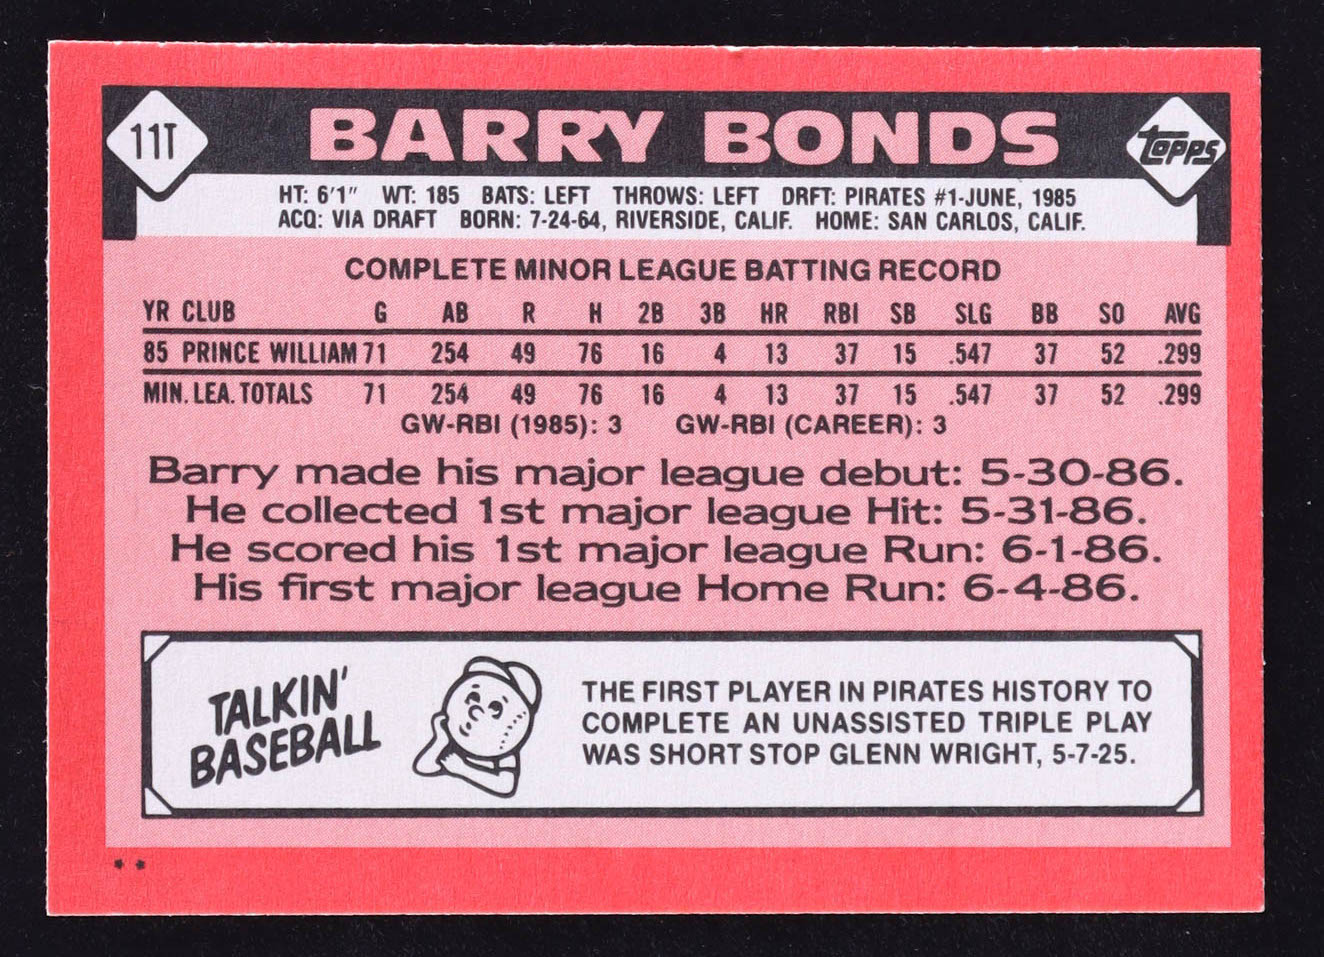 11T
BARRY BONDS
Topps
HT: 6'1" WT: 185 BATS: LEFT THROWS: LEFT DRFT: PIRATES #1-JUNE, 1985
ACQ: VIA DRAFT BORN: 7-24-64, RIVERSIDE, CALIF. HOME: SAN CARLOS, CALIF.
COMPLETE MINOR LEAGUE BATTING RECORD
YR CLUB G AB R H 2B 3B HR RBI SB SLG BB SO AVG
85 PRINCE WILLIAM 71 254 49 76 16 4 13 37 15 .547 37 52 .299
MIN. LEA. TOTALS 71 254 49 76 16 4 13 37 15 .547 37 52 .299
GW-RBI (1985): 3 GW-RBI (CAREER): 3
Barry made his major league debut: 5-30-86.
He collected 1st major league Hit: 5-31-86.
He scored his 1st major league Run: 6-1-86.
His first major league Home Run: 6-4-86.
TALKIN'
BASEBALL
THE FIRST PLAYER IN PIRATES HISTORY TO
COMPLETE AN UNASSISTED TRIPLE PLAY
WAS SHORT STOP GLENN WRIGHT, 5-7-25.
**